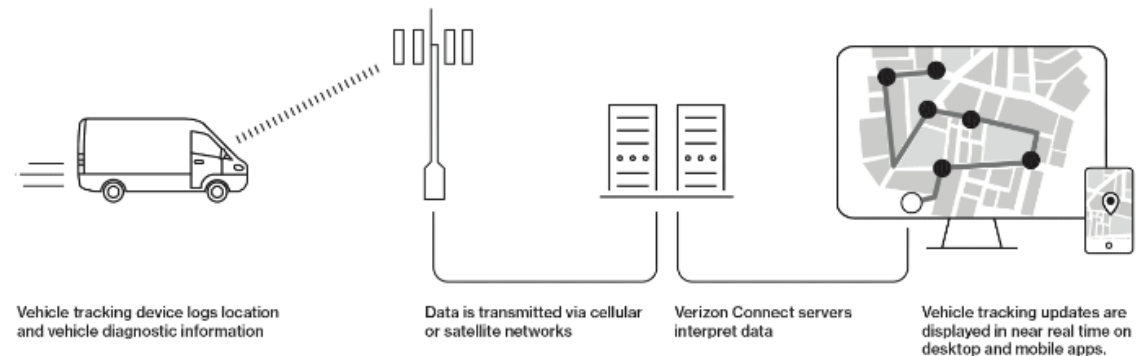 Vehicle tracking device logs location
and vehicle diagnostic information
Data is transmitted via cellular
or satellite networks
Verizon Connect servers
interpret data
Vehicle tracking updates are
displayed in near real time on
desktop and mobile apps.